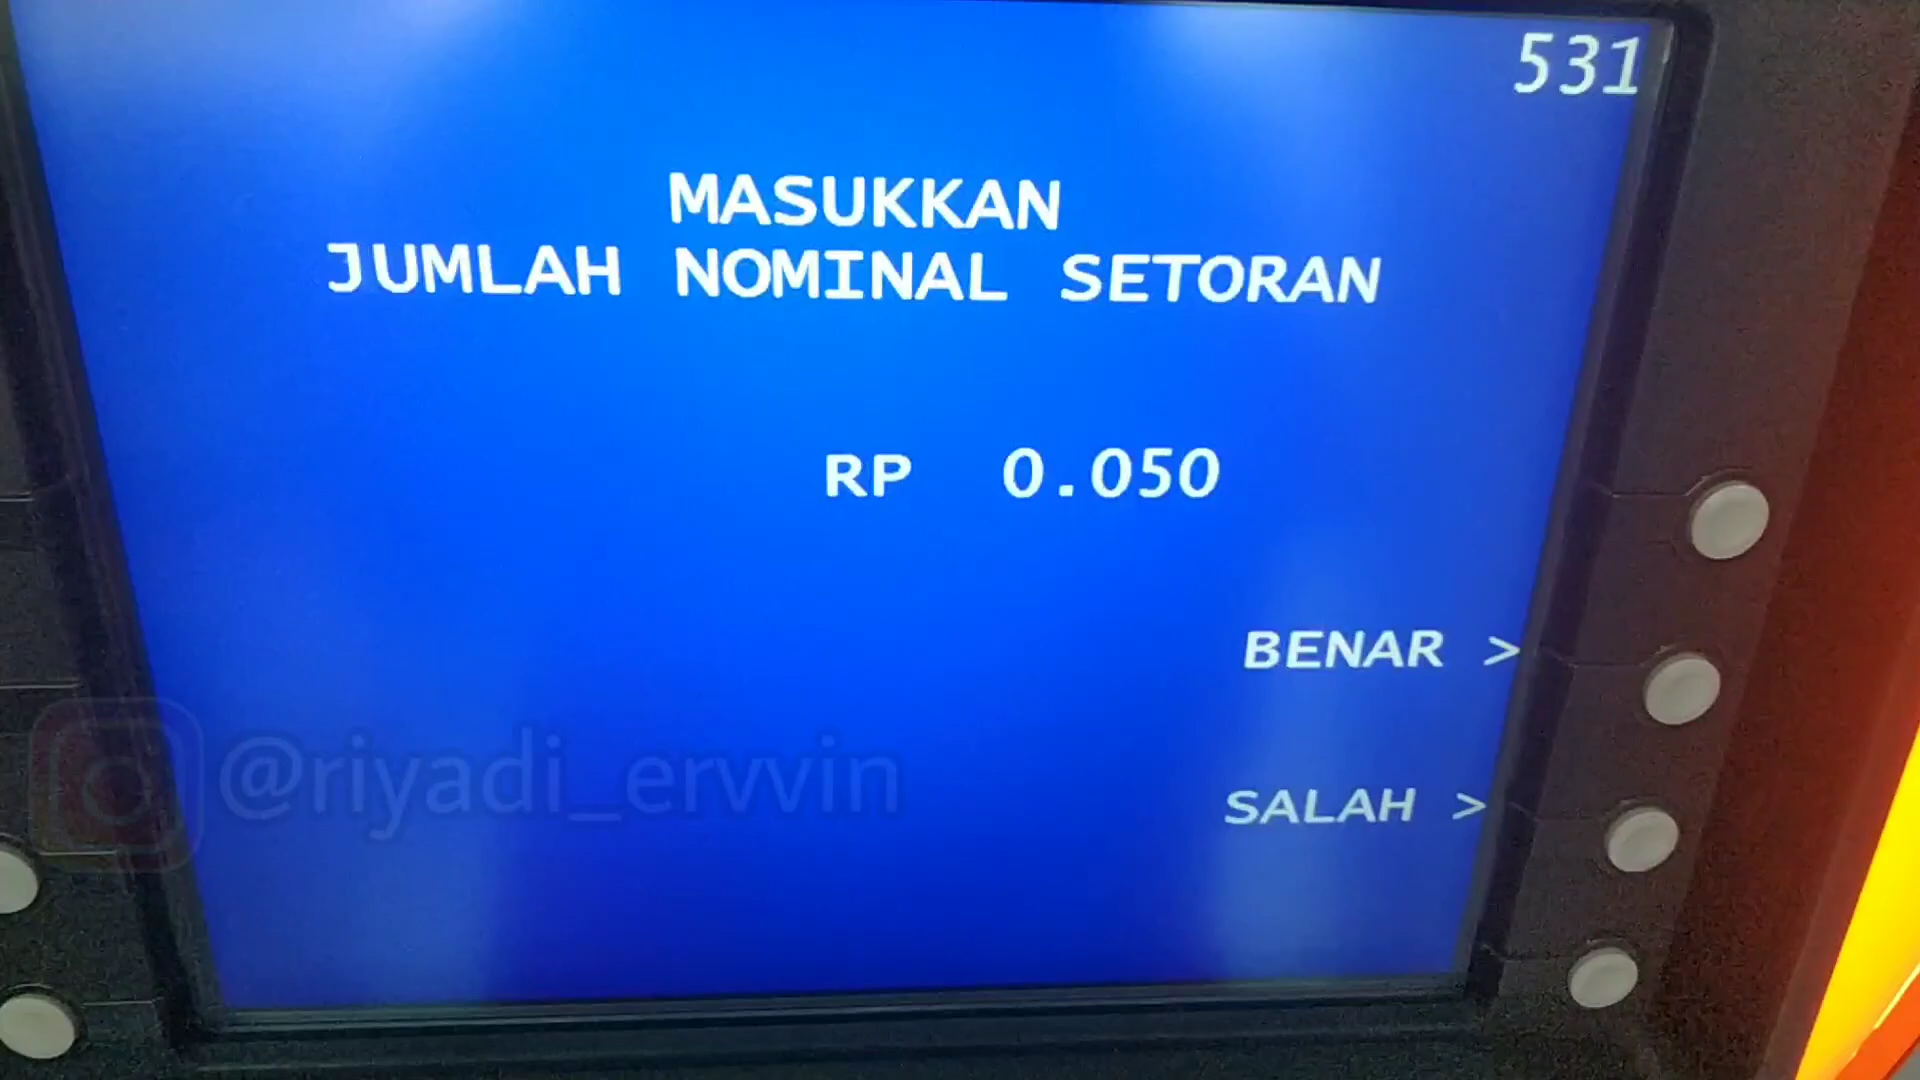 531
MASUKKAN
JUMLAH NOMINAL SETORAN
RP 0.050
BENAR >
SALAH >
@riyadi_ervvin